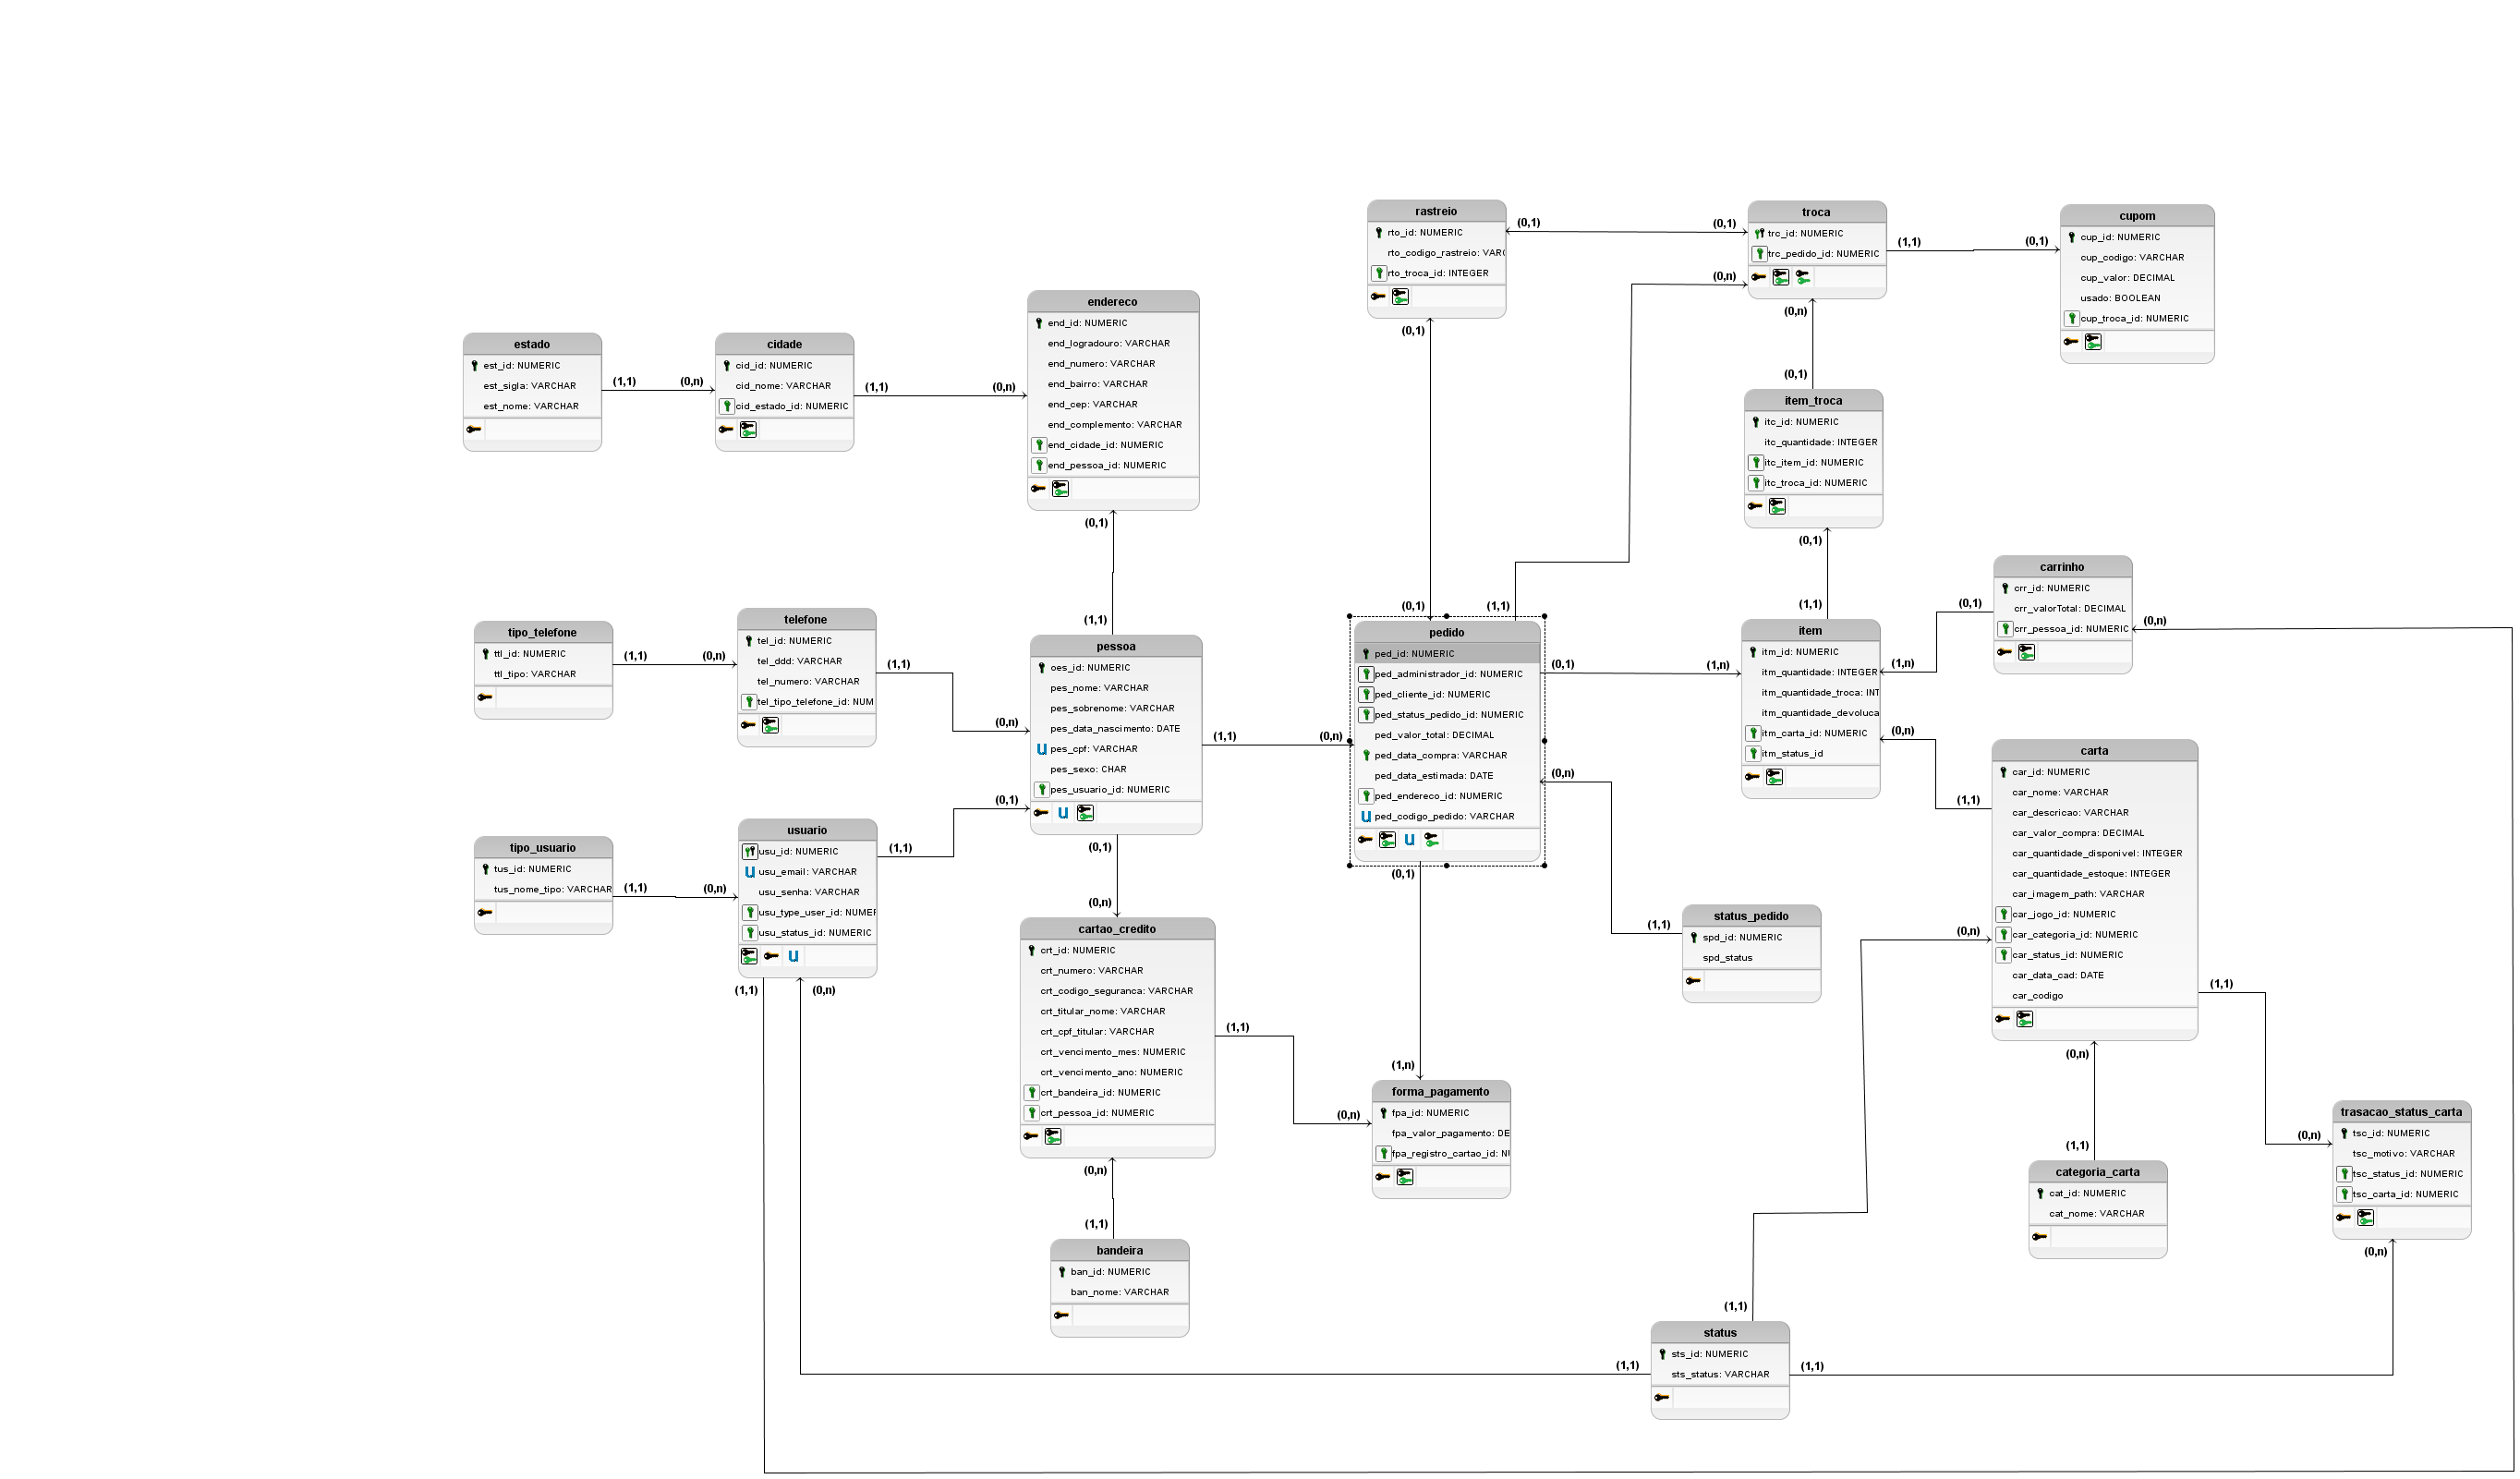 rastreio
rto_id: NUMERIC
rto_codigo_rastreio: VARC
rto_troca_id: INTEGER
(0,1)
(0,1)
troca
trc_id: NUMERIC
trc_pedido_id: NUMERIC
(1,1)
(0,1)
cupom
cup_id: NUMERIC
cup_codigo: VARCHAR
cup_valor: DECIMAL
usado: BOOLEAN
cup_troca_id: NUMERIC
(0,n)
(0,n)
(0,1)
(0,1)
estado
est_id: NUMERIC
est_sigla: VARCHAR
est_nome: VARCHAR
(1,1)
(0,n)
cidade
cid_id: NUMERIC
cid_nome: VARCHAR
cid_estado_id: NUMERIC
(1,1)
(0,n)
endereco
end_id: NUMERIC
end_logradouro: VARCHAR
end_numero: VARCHAR
end_bairro: VARCHAR
end_cep: VARCHAR
end_complemento: VARCHAR
end_cidade_id: NUMERIC
end_pessoa_id: NUMERIC
(0,1)
(1,1)
item_troca
itc_id: NUMERIC
itc_quantidade: INTEGER
itc_item_id: NUMERIC
itc_troca_id: NUMERIC
(0,1)
(1,1)
carrinho
crr_id: NUMERIC
crr_valorTotal: DECIMAL
crr_pessoa_id: NUMERIC
(0,1)
(0,n)
(1,n)
tipo_telefone
ttl_id: NUMERIC
ttl_tipo: VARCHAR
(1,1)
(0,n)
telefone
tel_id: NUMERIC
tel_ddd: VARCHAR
tel_numero: VARCHAR
tel_tipo_telefone_id: NUM
(1,1)
(0,n)
pessoa
oes_id: NUMERIC
pes_nome: VARCHAR
pes_sobrenome: VARCHAR
pes_data_nascimento: DATE
u pes_cpf: VARCHAR
pes_sexo: CHAR
pes_usuario_id: NUMERIC
u
(1,1)
(0,n)
(0,1)
(1,1)
pedido
ped_id: NUMERIC
ped_administrador_id: NUMERIC
ped_cliente_id: NUMERIC
ped_status_pedido_id: NUMERIC
ped_valor_total: DECIMAL
ped_data_compra: VARCHAR
ped_data_estimada: DATE
ped_endereco_id: NUMERIC
u ped_codigo_pedido: VARCHAR
u
(0,1)
(1,n)
(0,n)
item
itm_id: NUMERIC
itm_quantidade: INTEGER
itm_quantidade_troca: INT
itm_quantidade_devoluca
itm_carta_id: NUMERIC
itm_status_id
(0,n)
(1,1)
carta
car_id: NUMERIC
car_nome: VARCHAR
car_descricao: VARCHAR
car_valor_compra: DECIMAL
car_quantidade_disponivel: INTEGER
car_quantidade_estoque: INTEGER
car_imagem_path: VARCHAR
car_jogo_id: NUMERIC
car_categoria_id: NUMERIC
car_status_id: NUMERIC
car_data_cad: DATE
car_codigo
(0,n)
(1,1)
(0,n)
tipo_usuario
tus_id: NUMERIC
tus_nome_tipo: VARCHAR
(1,1)
(0,n)
usuario
usu_id: NUMERIC
u usu_email: VARCHAR
usu_senha: VARCHAR
usu_type_user_id: NUMER
usu_status_id: NUMERIC
u
(1,1)
(0,1)
(1,1)
(0,n)
(0,1)
(0,n)
cartao_credito
crt_id: NUMERIC
crt_numero: VARCHAR
crt_codigo_seguranca: VARCHAR
crt_titular_nome: VARCHAR
crt_cpf_titular: VARCHAR
crt_vencimento_mes: NUMERIC
crt_vencimento_ano: NUMERIC
crt_bandeira_id: NUMERIC
crt_pessoa_id: NUMERIC
(1,1)
(0,n)
(0,n)
(1,1)
(0,1)
(1,n)
status_pedido
spd_id: NUMERIC
spd_status
(1,1)
forma_pagamento
fpa_id: NUMERIC
fpa_valor_pagamento: DE
fpa_registro_cartao_id: NU
bandeira
ban_id: NUMERIC
ban_nome: VARCHAR
(1,1)
categoria_carta
cat_id: NUMERIC
cat_nome: VARCHAR
(0,n)
trasacao_status_carta
tsc_id: NUMERIC
tsc_motivo: VARCHAR
tsc_status_id: NUMERIC
tsc_carta_id: NUMERIC
(0,n)
(1,1)
status
sts_id: NUMERIC
sts_status: VARCHAR
(1,1)
(1,1)